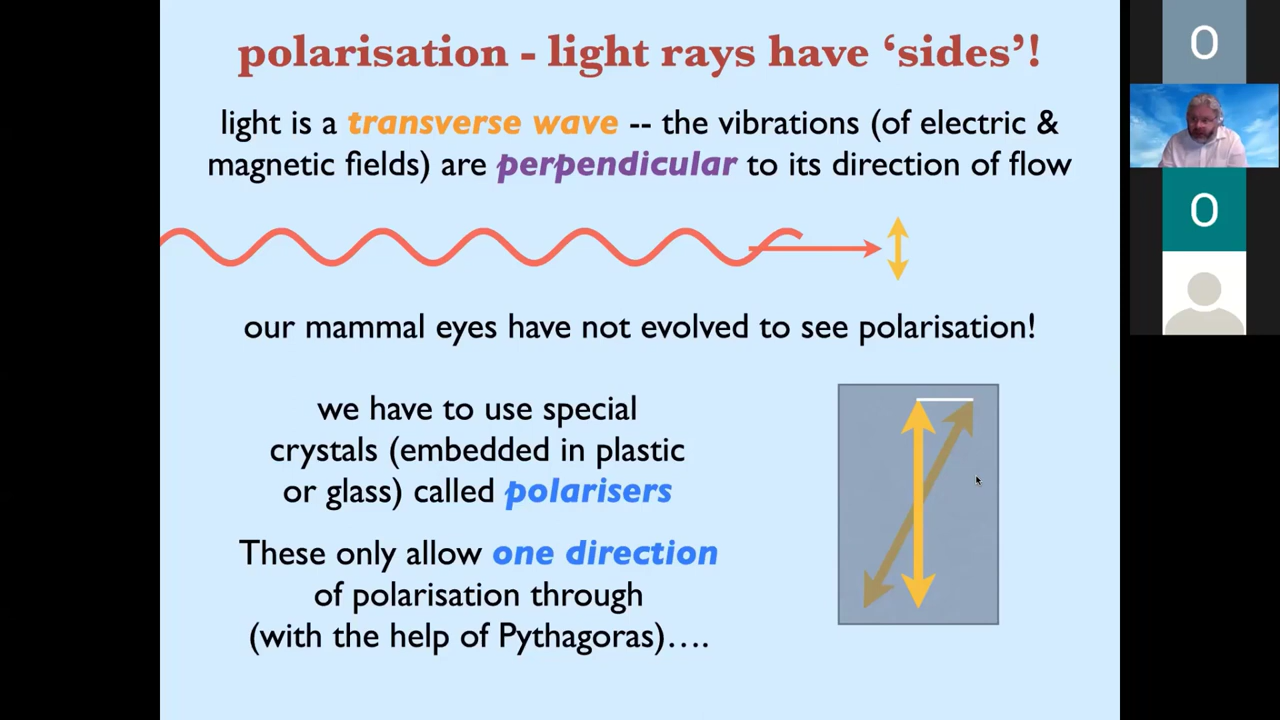 polarisation - light rays have ‘sides’!
light is a transverse wave -- the vibrations (of electric &
magnetic fields) are perpendicular to its direction of flow
our mammal eyes have not evolved to see polarisation!
we have to use special
crystals (embedded in plastic
or glass) called polarisers
These only allow one direction
of polarisation through
(with the help of Pythagoras)….
O
O